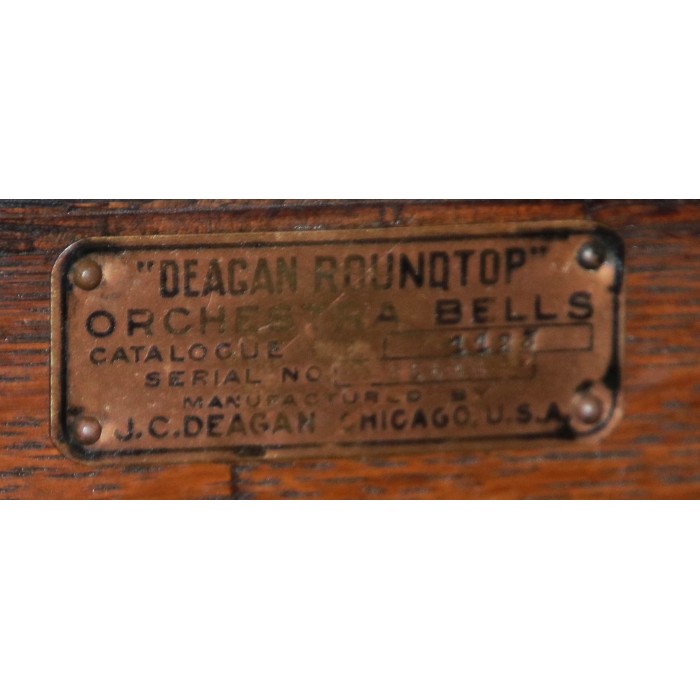 "DEAGAN ROUNDTOP"
ORCHESTRA BELLS
CATALOGUE
SERIAL NO
MANUFACTURED BY
J.C. DEAGAN CHICAGO, U.S.A.